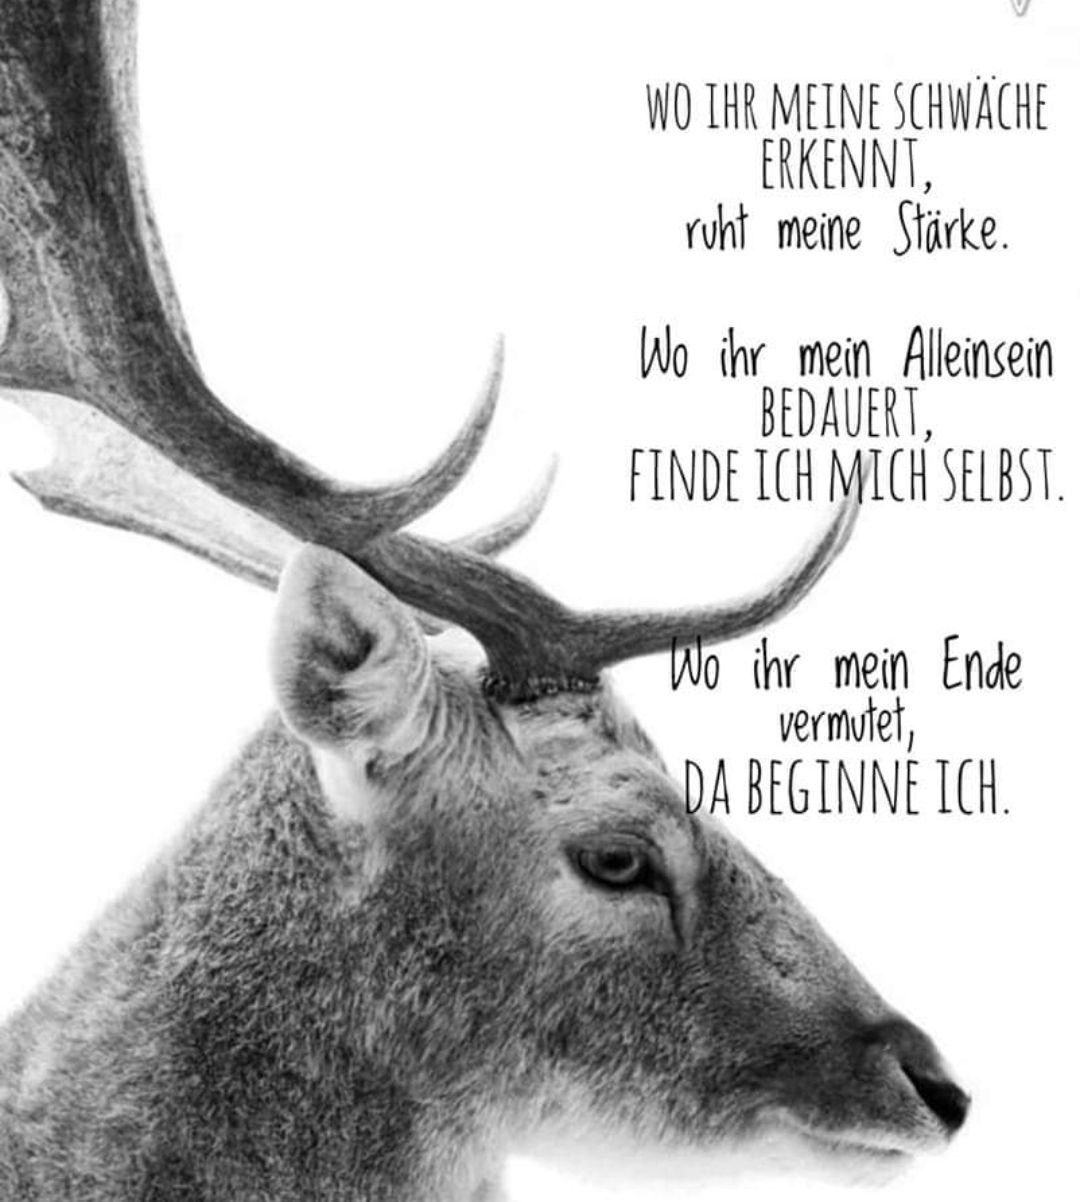 WO IHR MEINE SCHWÄCHE
ERKENNT,
ruht meine Stärke.
Wo ihr mein Alleinsein
BEDAUERT,
FINDE ICH MICH SELBST.
Wo ihr mein Ende
vermutet,
DA BEGINNE ICH.